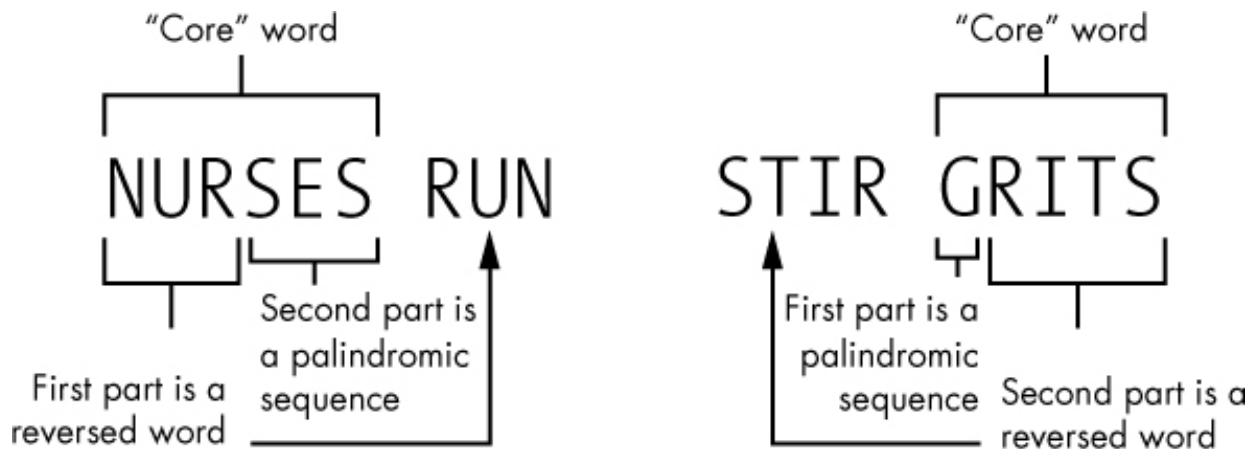 “Core” word
“Core” word
NURSES RUN
STIR GRITS
Second part is
a palindromic
sequence
First part is a
reversed word
First part is a
palindromic
sequence
Second part is a
reversed word